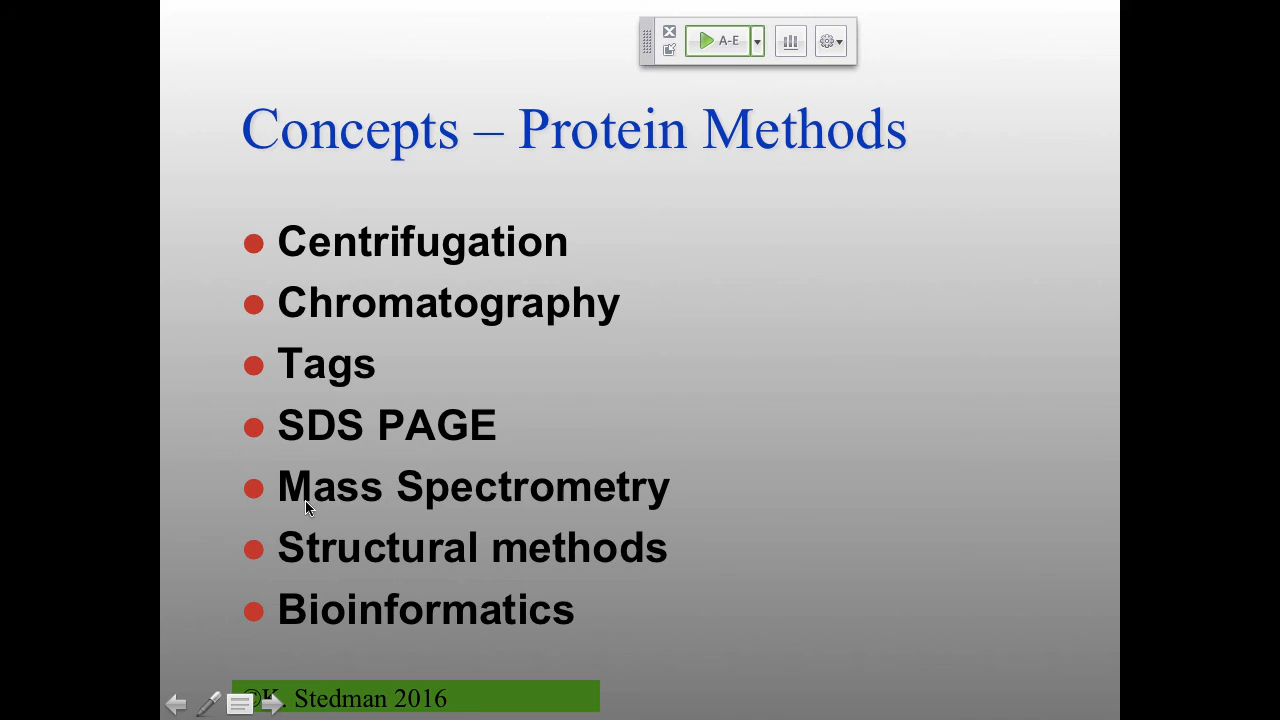 A-E
Concepts – Protein Methods
Centrifugation
Chromatography
Tags
SDS PAGE
Mass Spectrometry
Structural methods
Bioinformatics
©K. Stedman 2016